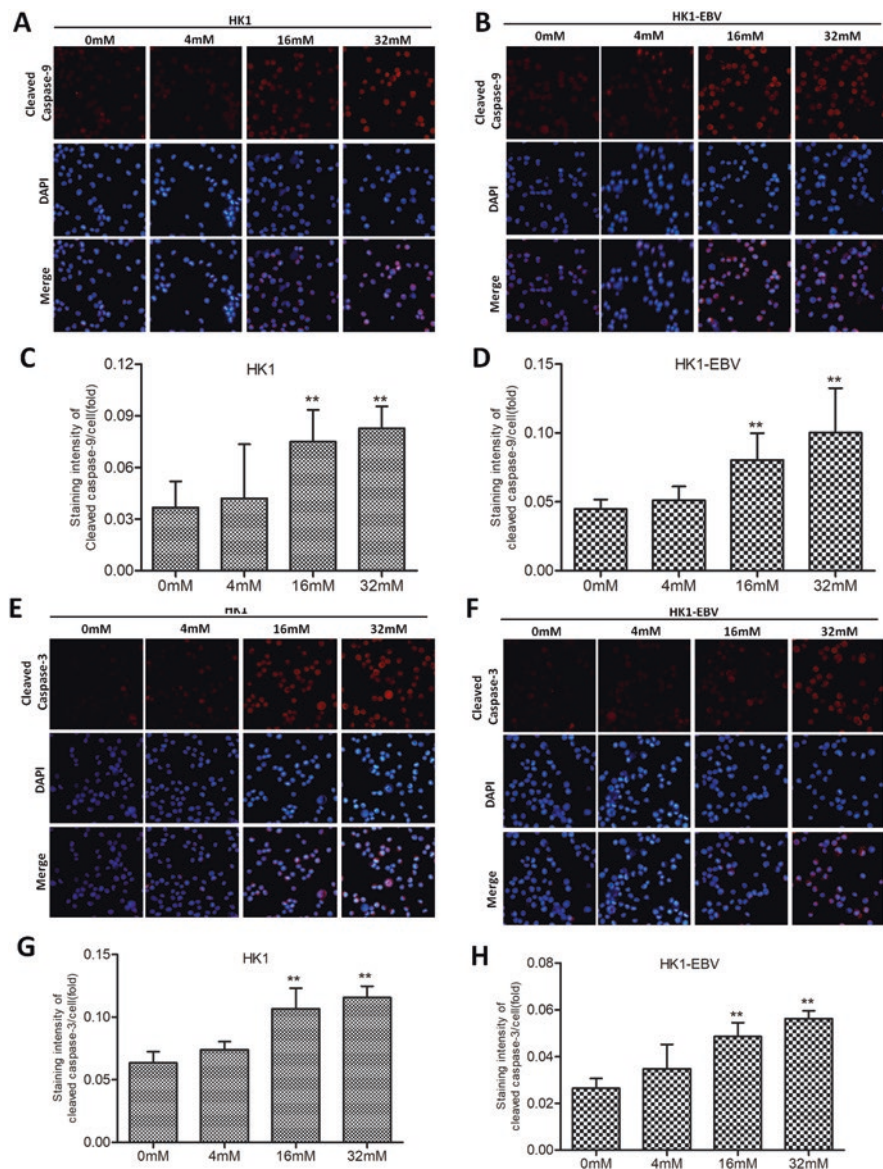 A
HK1
0mM 4mM 16mM 32mM
Cleaved
Caspase-9
DAPI
Merge
B
HK1-EBV
0mM 4mM 16mM 32mM
Cleaved
Caspase-9
DAPI
Merge
C
HK1
Staining intensity of
Cleaved caspase-9/cell(fold)
0.12
0.09
0.06
0.03
0.00
** **
0mM 4mM 16mM 32mM
D
HK1-EBV
Staining intensity of
cleaved caspase-9/cell(fold)
0.15
0.10
0.05
0.00
** **
0mM 4mM 16mM 32mM
E
HK1
0mM 4mM 16mM 32mM
Cleaved
Caspase-3
DAPI
Merge
F
HK1-EBV
0mM 4mM 16mM 32mM
Cleaved
Caspase-3
DAPI
Merge
G
HK1
Staining intensity of
cleaved caspase-3/cell(fold)
0.15
0.10
0.05
0.00
** **
0mM 4mM 16mM 32mM
H
HK1-EBV
Staining intensity of
cleaved caspase-3/cell(fold)
0.08
0.06
0.04
0.02
0.00
** **
0mM 4mM 16mM 32mM